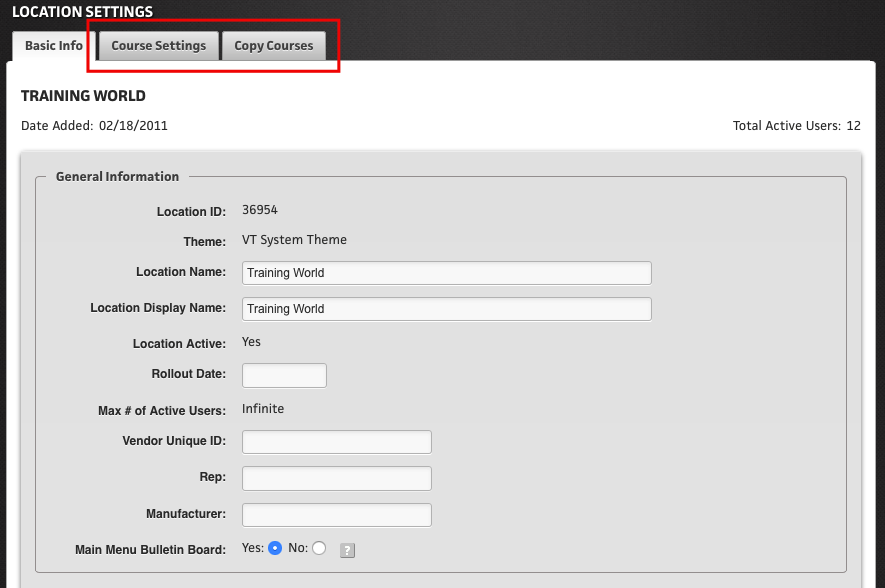 LOCATION SETTINGS
Basic Info Course Settings Copy Courses
TRAINING WORLD
Date Added: 02/18/2011 Total Active Users: 12
General Information
Location ID: 36954
Theme: VT System Theme
Location Name: Training World
Location Display Name: Training World
Location Active: Yes
Rollout Date:
Max # of Active Users: Infinite
Vendor Unique ID:
Rep:
Manufacturer:
Main Menu Bulletin Board: Yes: No: ?